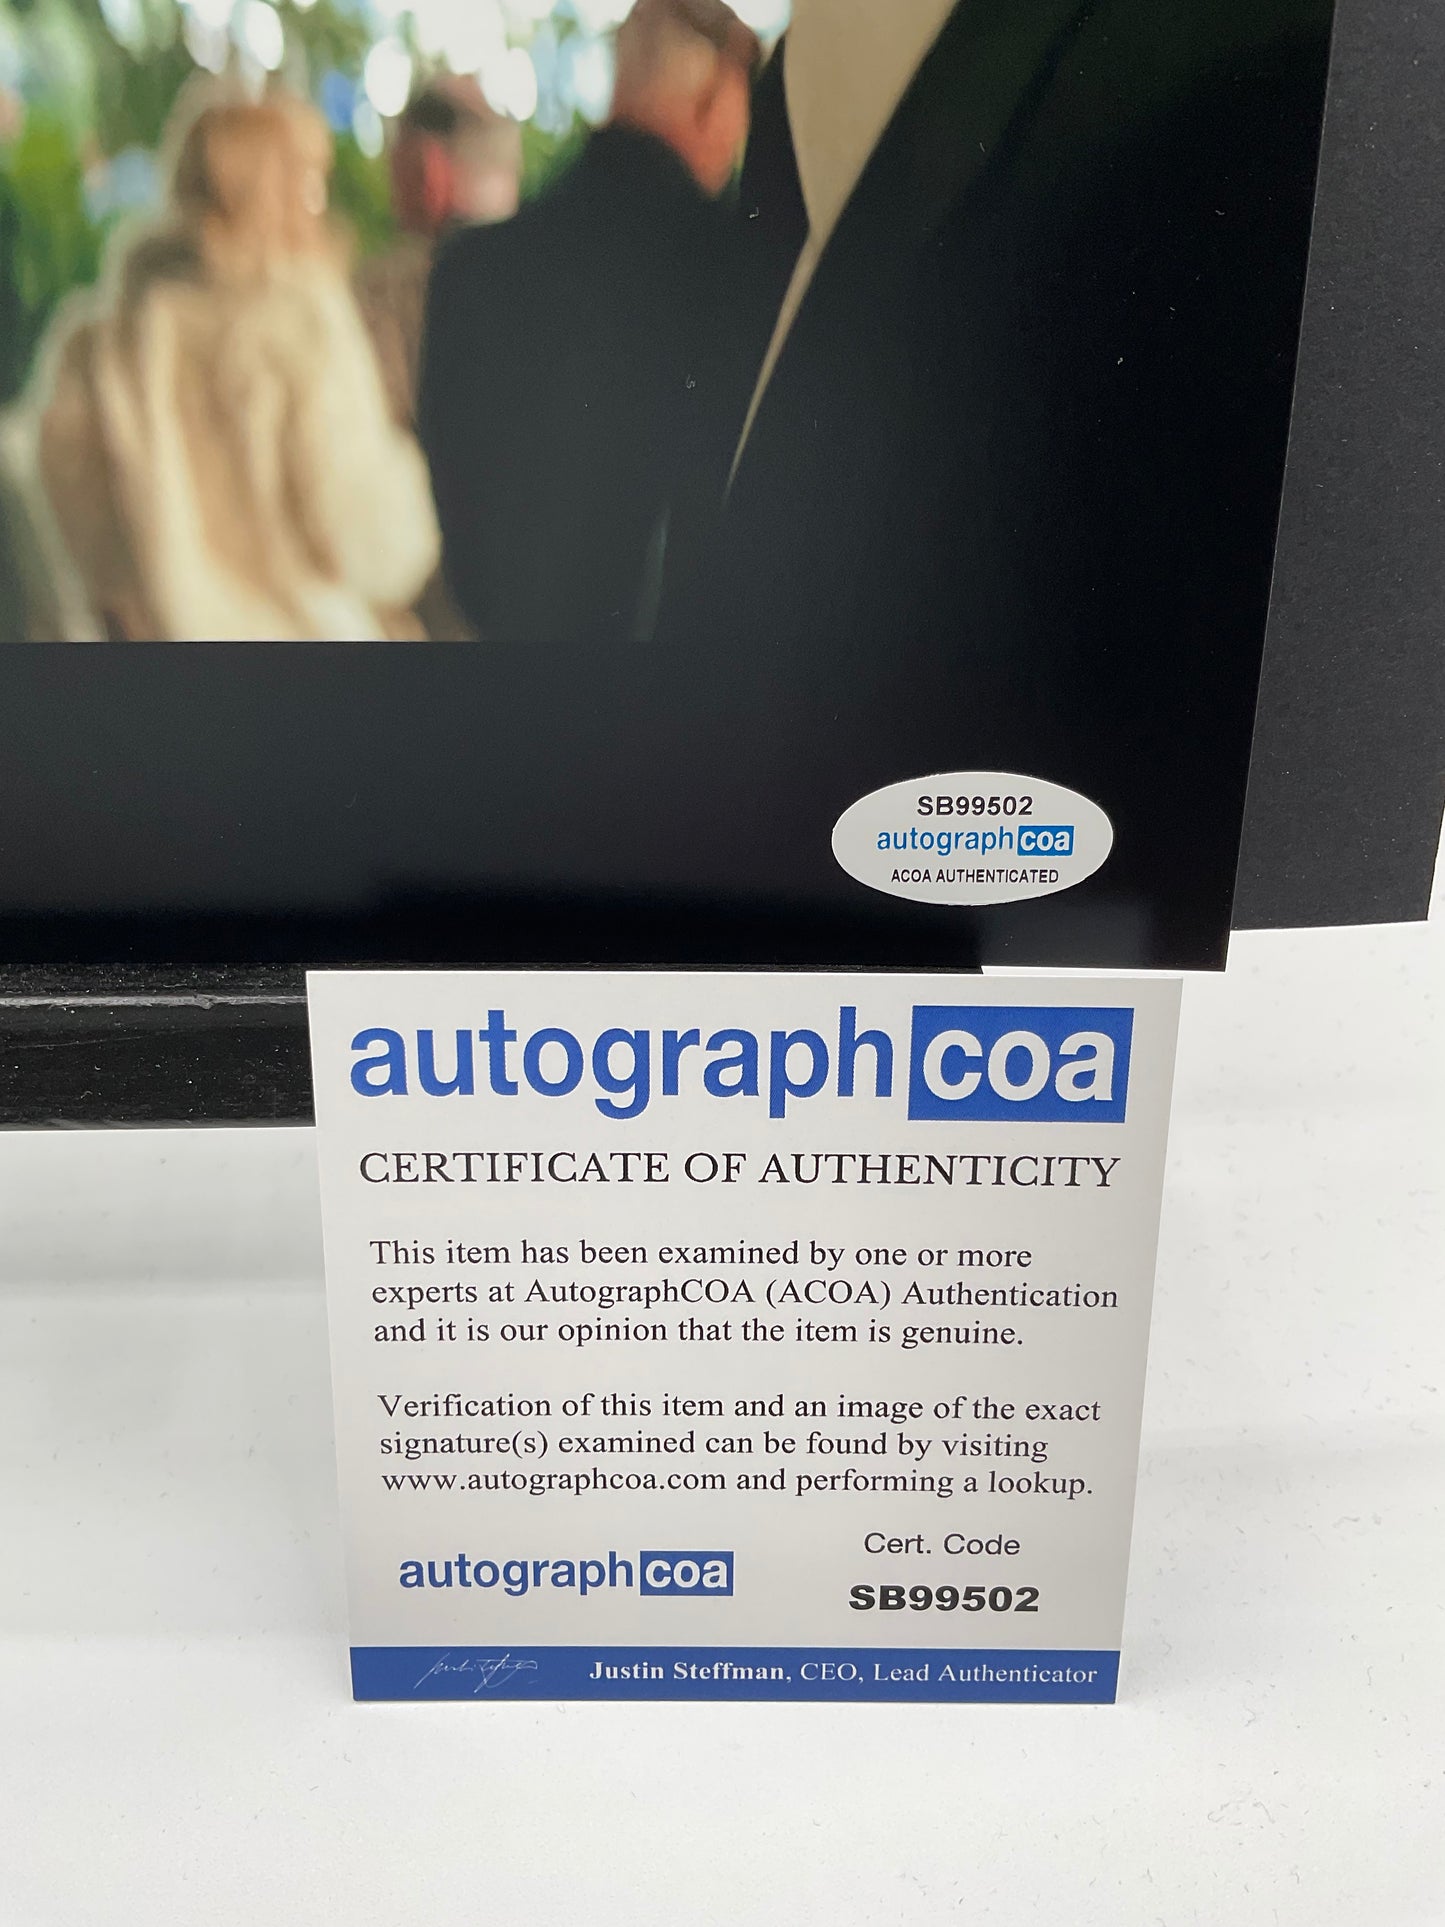 SB99502
autographcoa
ACOA AUTHENTICATED
autographcoa
CERTIFICATE OF AUTHENTICITY
This item has been examined by one or more
experts at AutographCOA (ACOA) Authentication
and it is our opinion that the item is genuine.
Verification of this item and an image of the exact
signature(s) examined can be found by visiting
www.autographcoa.com and performing a lookup.
autographcoa
Cert. Code
SB99502
Justin Steffman, CEO, Lead Authenticator